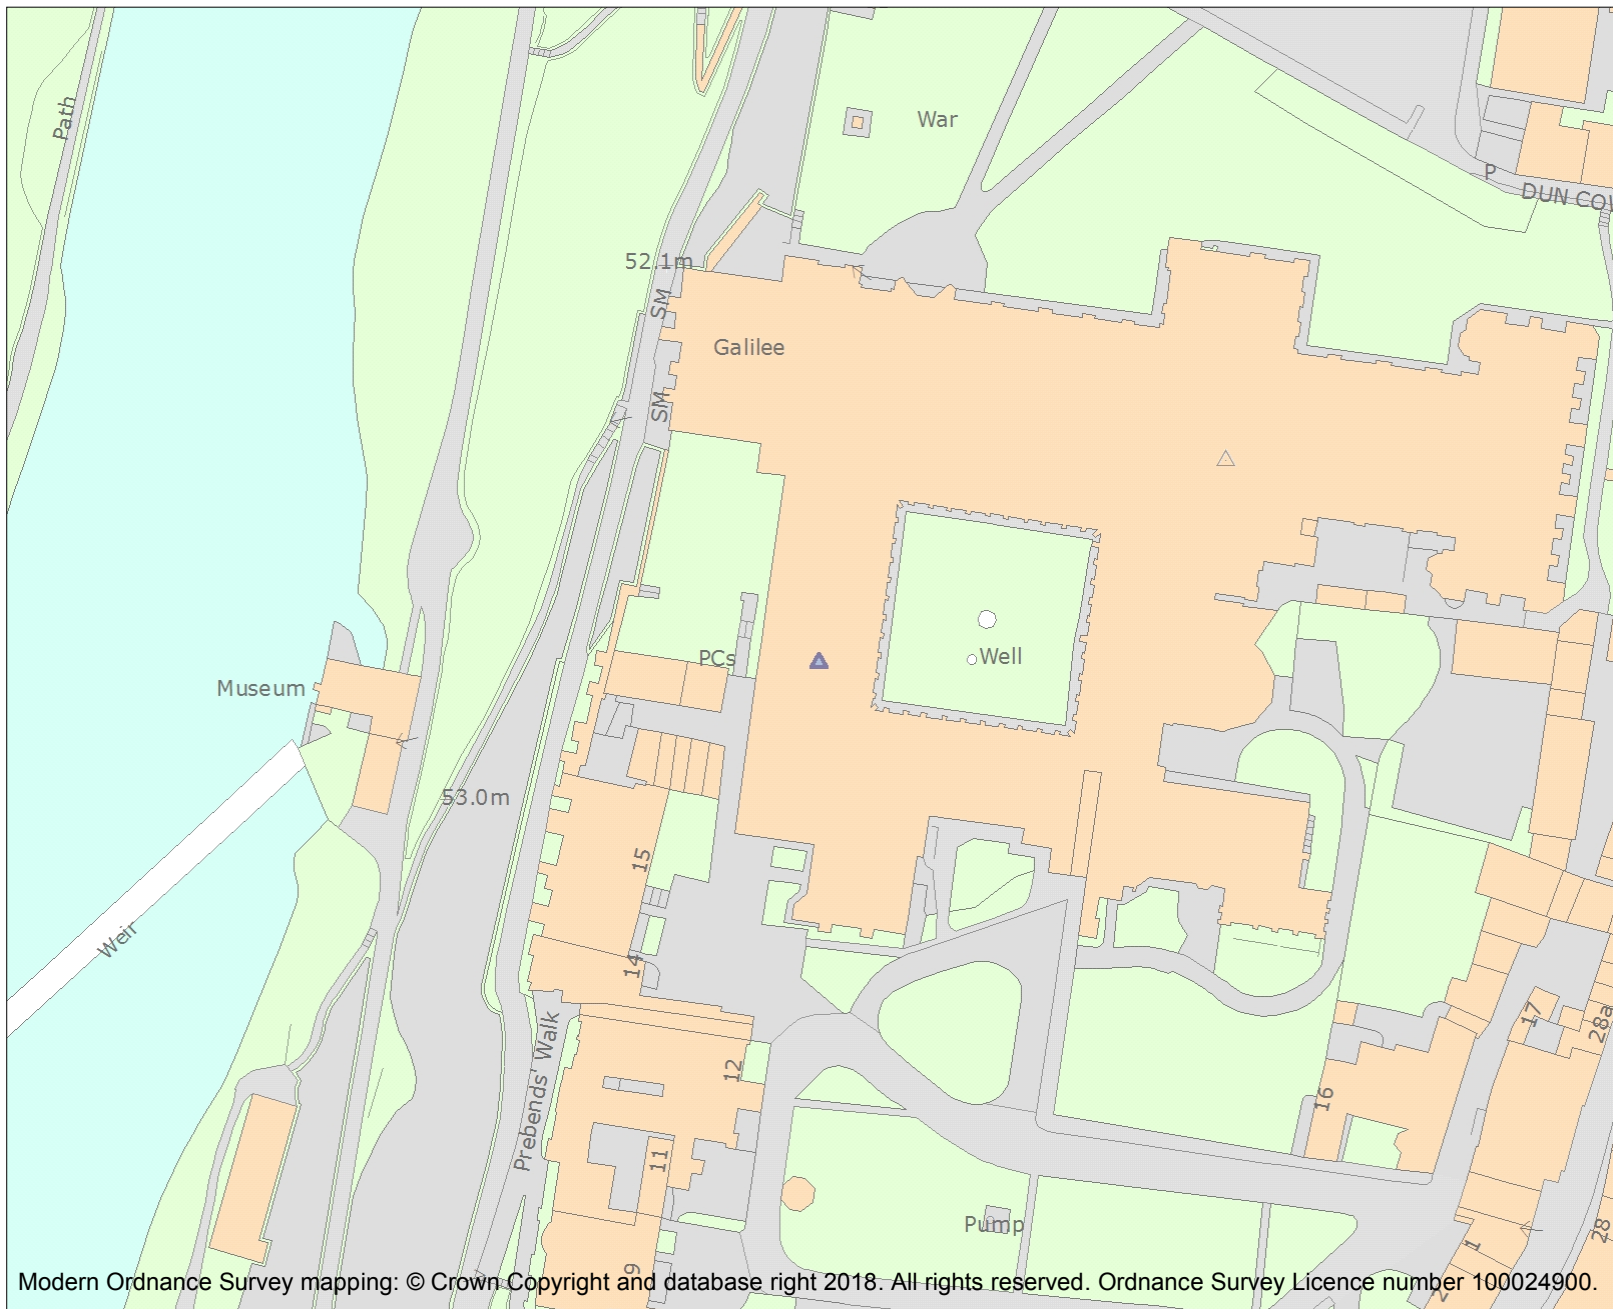 Path
War
P
DUN COW
52.1m
SM
Galilee
SM
PCs
Well
Museum
53.0m
15
Weir
14
Prebends' Walk
12
17
28a
16
11
Pump
1
28
9
2
Modern Ordnance Survey mapping: © Crown Copyright and database right 2018. All rights reserved. Ordnance Survey Licence number 100024900.